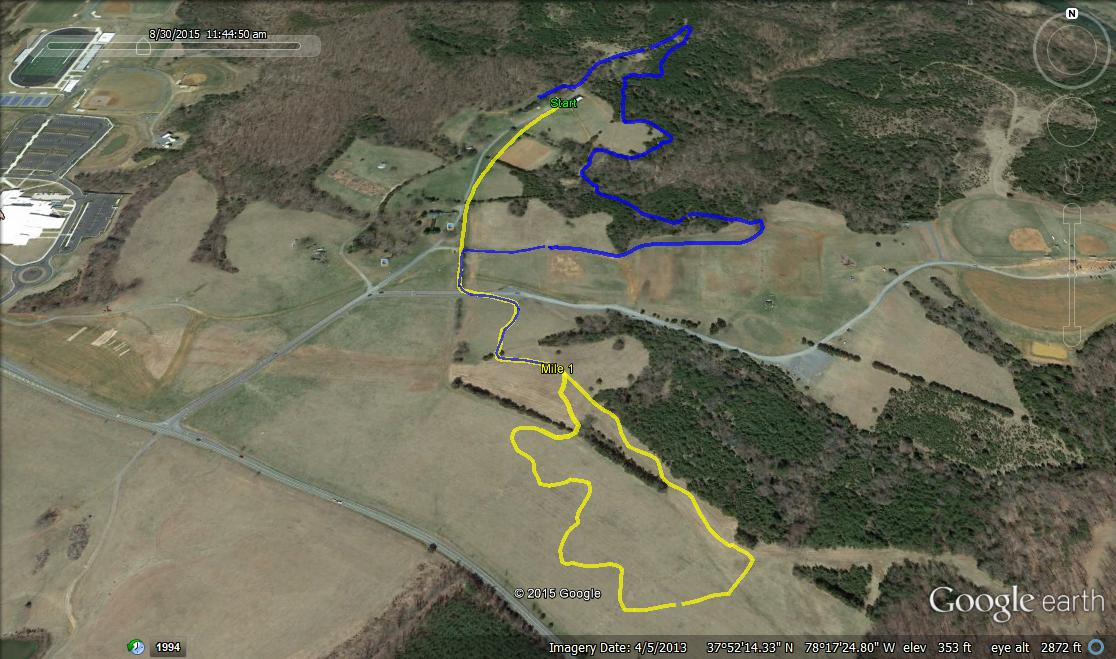 8/30/2015 11:44:50 am
N
Start
Mile 1
© 2015 Google
Google earth
1994
Imagery Date: 4/5/2013 37°52'14.33" N 78°17'24.80" W elev 353 ft eye alt 2872 ft